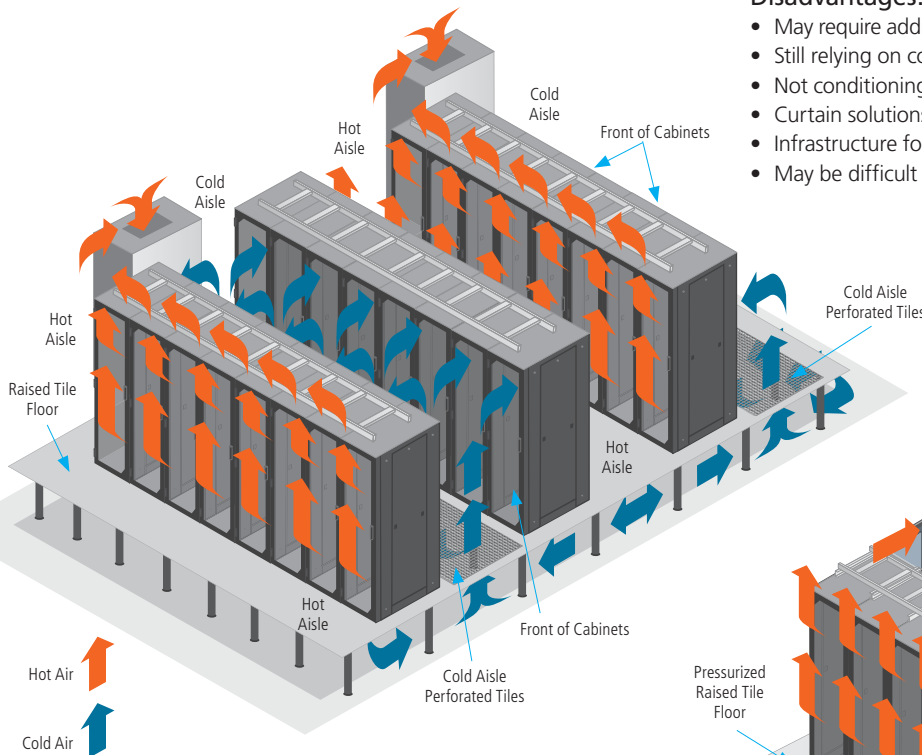 Disadvantages:
• May require add
• Still relying on co
• Not conditioning
• Curtain solutions
• Infrastructure fo
• May be difficult
Cold
Aisle
Front of Cabinets
Hot
Aisle
Cold
Aisle
Cold Aisle
Perforated Tiles
Hot
Aisle
Raised Tile
Floor
Hot
Aisle
Hot
Aisle
Front of Cabinets
Cold Aisle
Perforated Tiles
Hot Air
Cold Air
Pressurized
Raised Tile
Floor